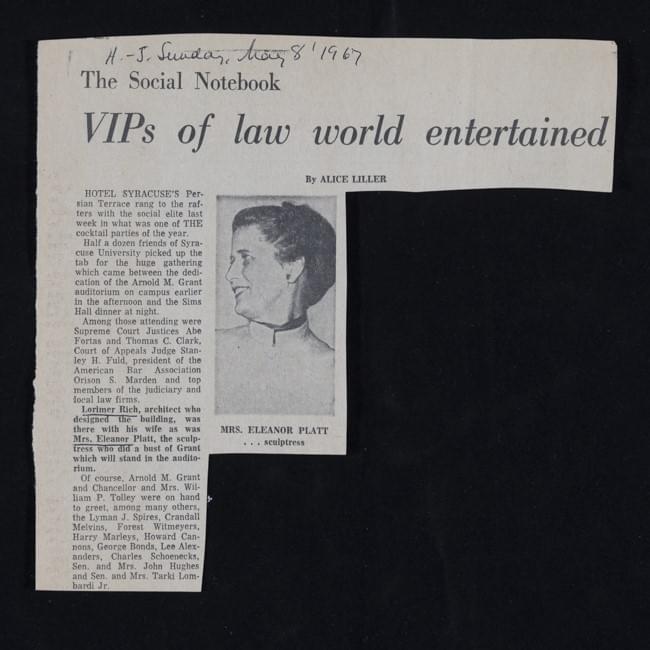 H.-J. Sunday, May 8' 1967
The Social Notebook
VIPs of law world entertained
By ALICE LILLER
HOTEL SYRACUSE'S Per-
sian Terrace rang to the raf-
ters with the social elite last
week in what was one of THE
cocktail parties of the year.
Half a dozen friends of Syra-
cuse University picked up the
tab for the huge gathering
which came between the dedi-
cation of the Arnold M. Grant
auditorium on campus earlier
in the afternoon and the Sims
Hall dinner at night.
Among those attending were
Supreme Court Justices Abe
Fortas and Thomas C. Clark,
Court of Appeals Judge Stan-
ley H. Fuld, president of the
American Bar Association
Orison S. Marden and top
members of the judiciary and
local law firms.
Lorimer Rich, architect who
designed the building, was
there with his wife as was
Mrs. Eleanor Platt, the sculp-
tress who did a bust of Grant
which will stand in the audito-
rium.
Of course, Arnold M. Grant
and Chancellor and Mrs. Wil-
liam P. Tolley were on hand
to greet, among many others,
the Lyman J. Spires, Crandall
Melvins, Forest Witmeyers,
Harry Marleys, Howard Can-
nons, George Bonds, Lee Alex-
anders, Charles Schoenecks,
Sen. and Mrs. John Hughes
and Sen. and Mrs. Tarki Lom-
bardi Jr.
MRS. ELEANOR PLATT
. . . sculptress